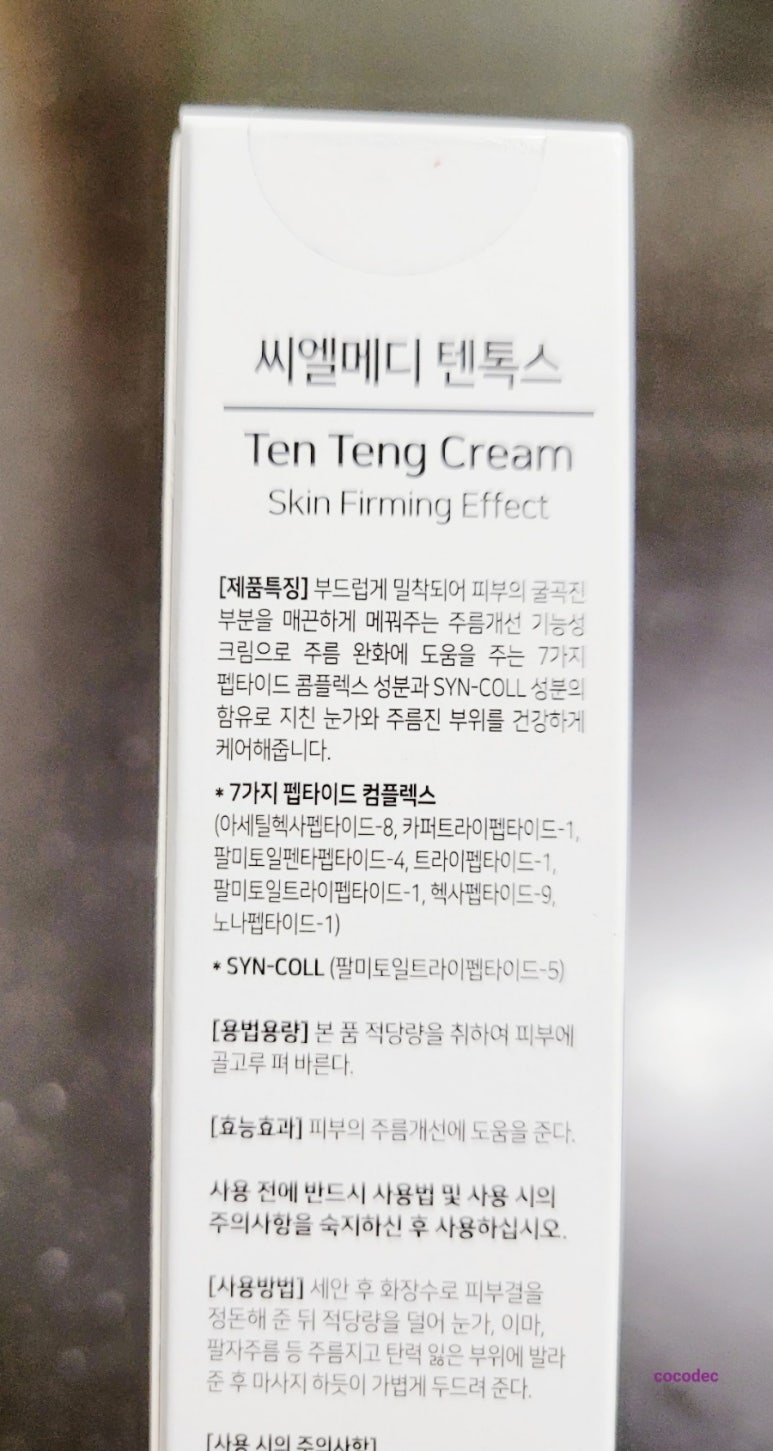 씨엘메디 텐톡스
Ten Teng Cream
Skin Firming Effect
[제품특징] 부드럽게 밀착되어 피부의 굴곡진
부분을 매끈하게 메꿔주는 주름개선 기능성
크림으로 주름 완화에 도움을 주는 7가지
펩타이드 콤플렉스 성분과 SYN-COLL 성분의
함유로 지친 눈가와 주름진 부위를 건강하게
케어해줍니다.
* 7가지 펩타이드 컴플렉스
(아세틸헥사펩타이드-8, 카퍼트라이펩타이드-1,
팔미토일펜타펩타이드-4, 트라이펩타이드-1,
팔미토일트라이펩타이드-1, 헥사펩타이드-9,
노나펩타이드-1)
* SYN-COLL (팔미토일트라이펩타이드-5)
[용법용량] 본 품 적당량을 취하여 피부에
골고루 펴 바른다.
[효능효과] 피부의 주름개선에 도움을 준다.
사용 전에 반드시 사용법 및 사용 시의
주의사항을 숙지하신 후 사용하십시오.
[사용방법] 세안 후 화장수로 피부결을
정돈해 준 뒤 적당량을 덜어 눈가, 이마,
팔자주름 등 주름지고 탄력 잃은 부위에 발라
준 후 마사지 하듯이 가볍게 두드려 준다.
[사용 시의 주의사항]
cocodec